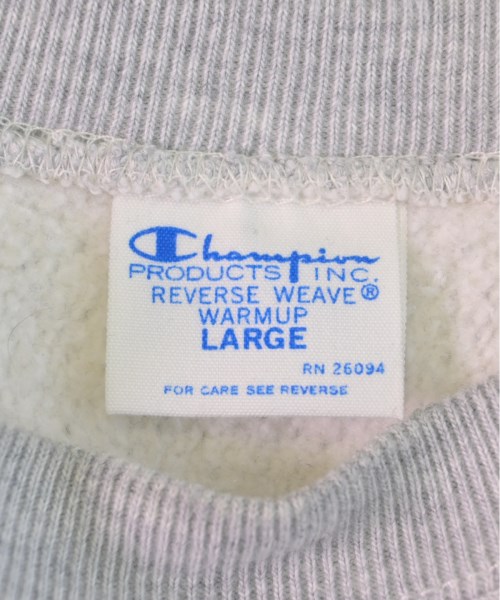 Champion
PRODUCTS INC.
REVERSE WEAVE®
WARMUP
LARGE
RN 26094
FOR CARE SEE REVERSE